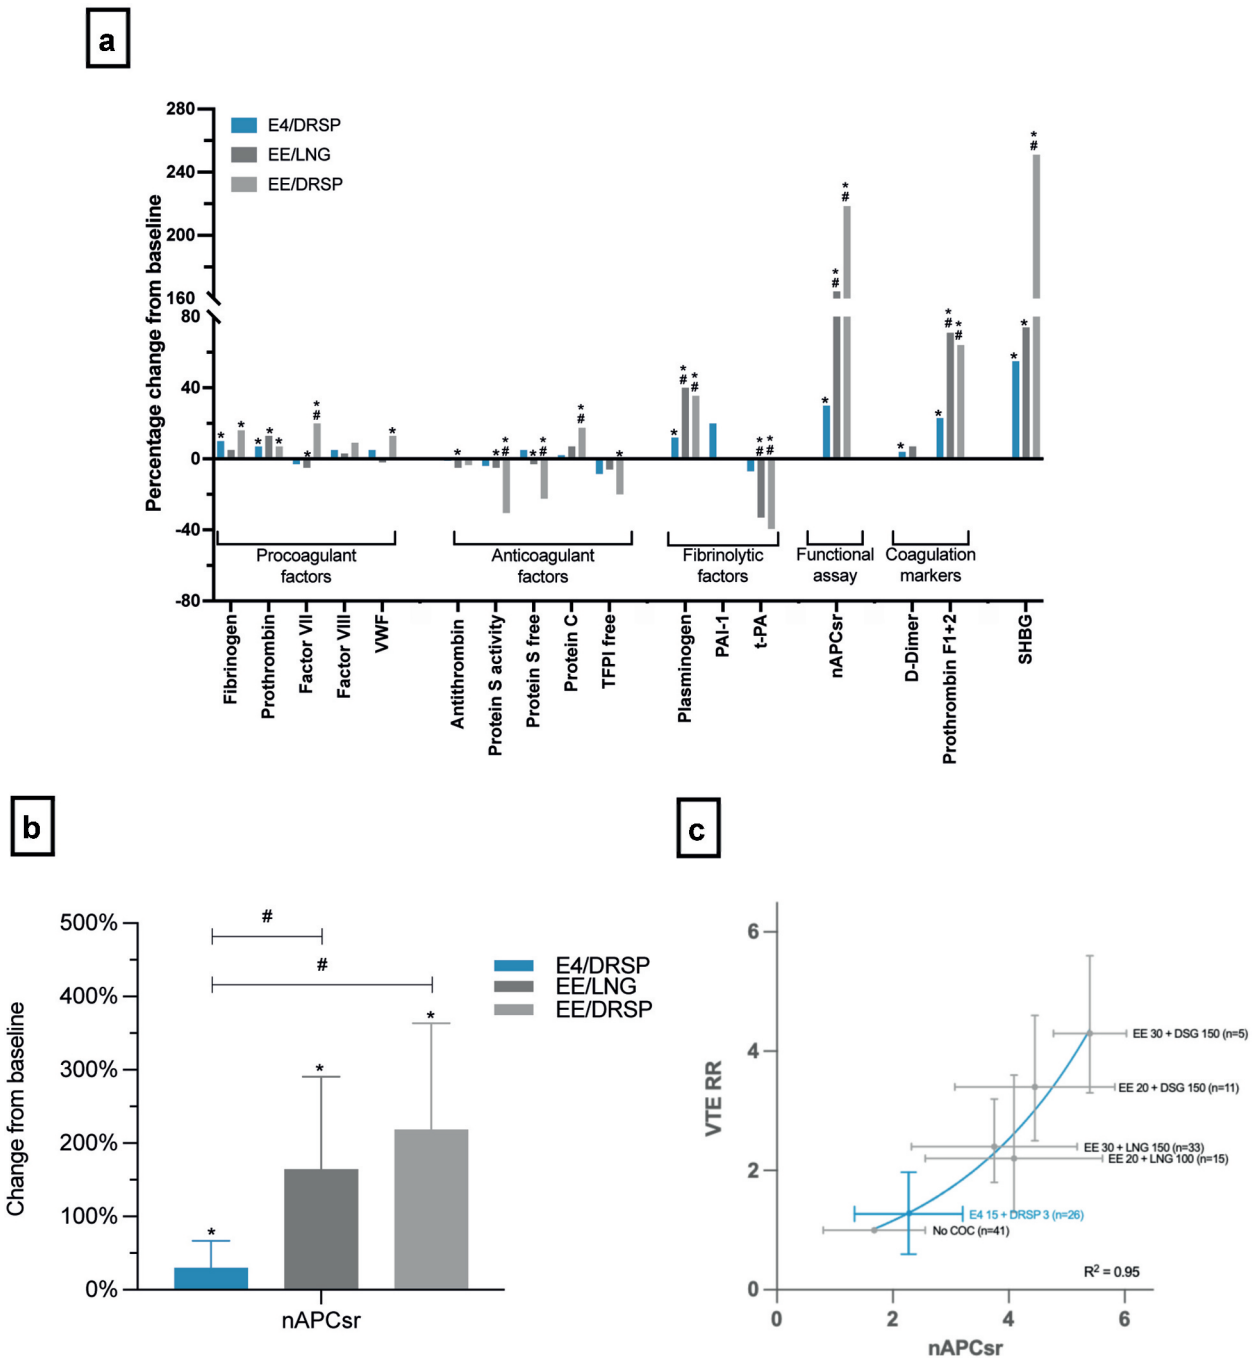 a
280
240
200
160
80
40
0
-40
-80
Percentage change from baseline
E4/DRSP
EE/LNG
EE/DRSP
* * * * * * # * * * * * # * * # * # * * * # * # * # * # * * # * # * * * # * # * * * #
Procoagulant
factors
Anticoagulant
factors
Fibrinolytic
factors
Functional
assay
Coagulation
markers
Fibrinogen
Prothrombin
Factor VII
Factor VIII
VWF
Antithrombin
Protein S activity
Protein S free
Protein C
TFPI free
Plasminogen
PAI-1
t-PA
nAPCsr
D-Dimer
Prothrombin F1+2
SHBG
b
500%
400%
300%
200%
100%
0%
Change from baseline
#
#
*
*
*
nAPCsr
E4/DRSP
EE/LNG
EE/DRSP
c
6
4
2
0
VTE RR
EE 30 + DSG 150 (n=5)
EE 20 + DSG 150 (n=11)
EE 30 + LNG 150 (n=33)
EE 20 + LNG 100 (n=15)
E4 15 + DRSP 3 (n=26)
No COC (n=41)
R² = 0.95
0 2 4 6
nAPCsr